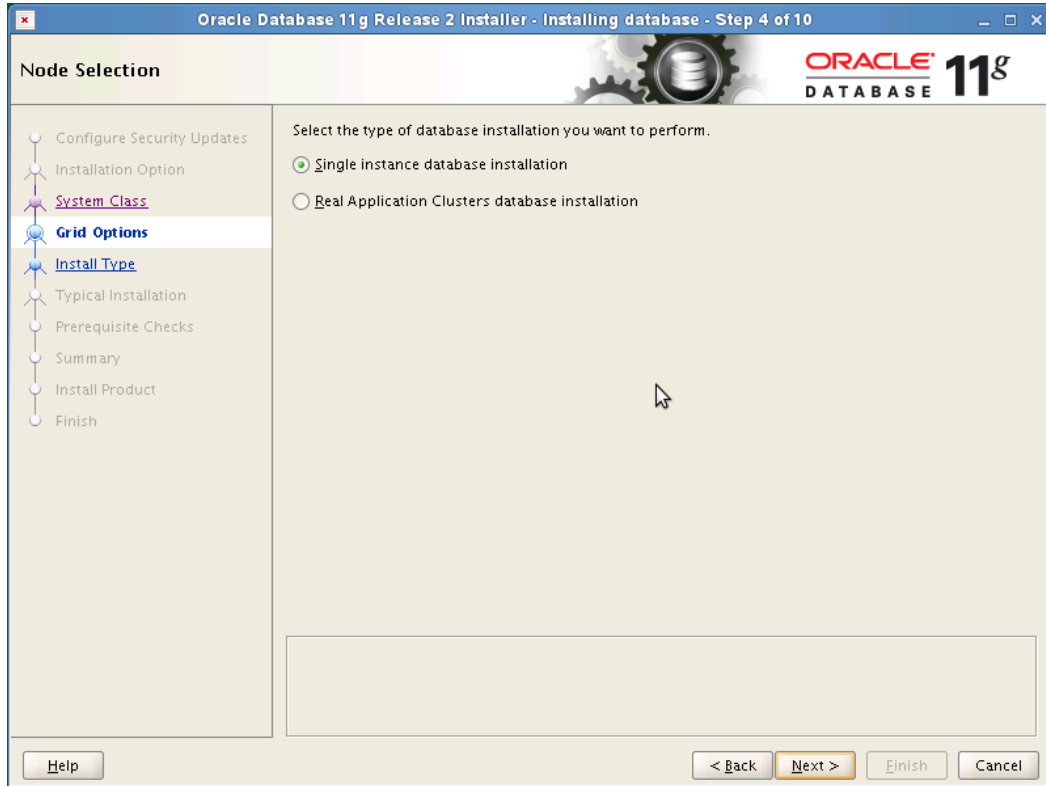 Oracle Database 11g Release 2 Installer - Installing database - Step 4 of 10
Node Selection
ORACLE 11g
DATABASE
Configure Security Updates
Installation Option
System Class
Grid Options
Install Type
Typical Installation
Prerequisite Checks
Summary
Install Product
Finish
Select the type of database installation you want to perform.
Single instance database installation
Real Application Clusters database installation
Help
< Back
Next >
Finish
Cancel